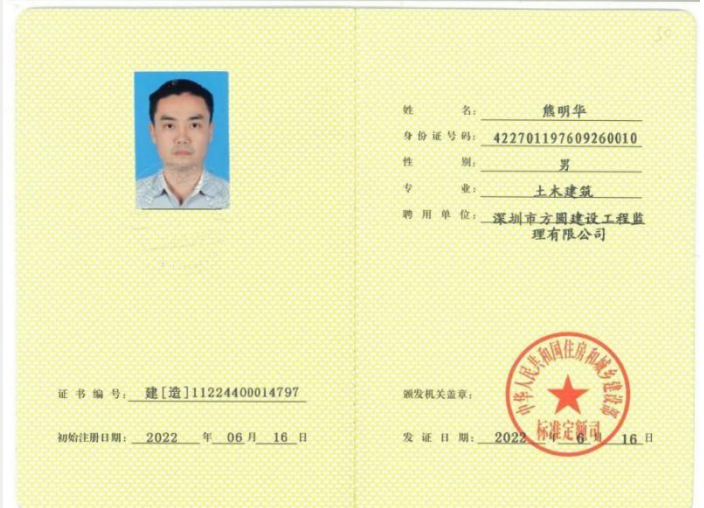 姓 名: 熊明华
身份证号码: 422701197609260010
性 别: 男
专 业: 土木建筑
聘用单位: 深圳市方圆建设工程监
理有限公司
证书编号: 建[造]11224400014797
初始注册日期: 2022 年 06 月 16 日
颁发机关盖章:
中华人民共和国住房和城乡建设部
标准定额司
发证日期: 2022 年 6 月 16 日